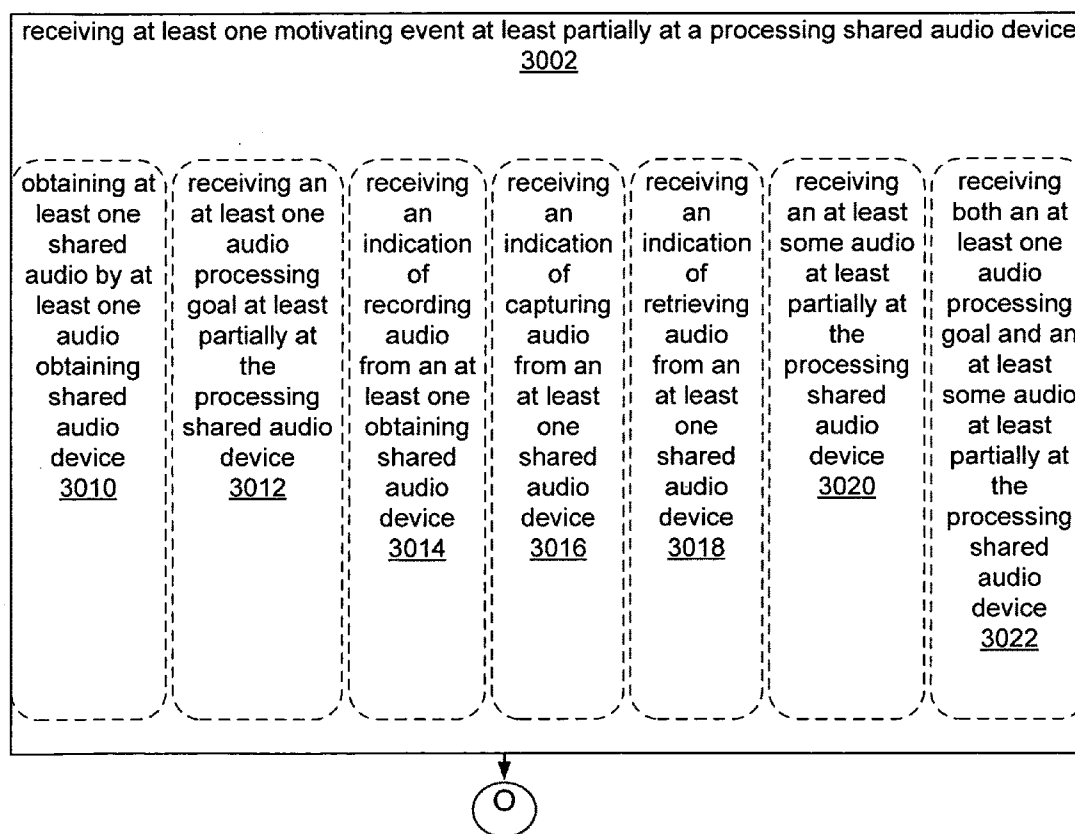 receiving at least one motivating event at least partially at a processing shared audio device
3002
obtaining at
least one
shared
audio by at
least one
audio
obtaining
shared
audio
device
3010
receiving an
at least one
audio
processing
goal at least
partially at
the
processing
shared audio
device
3012
receiving
an
indication
of
recording
audio
from an at
least one
obtaining
shared
audio
device
3014
receiving
an
indication
of
capturing
audio
from an
at least
one
shared
audio
device
3016
receiving
an
indication
of
retrieving
audio
from an
at least
one
shared
audio
device
3018
receiving
an at least
some audio
at least
partially at
the
processing
shared
audio
device
3020
receiving
both an at
least one
audio
processing
goal and an
at least
some audio
at least
partially at
the
processing
shared
audio
device
3022
O